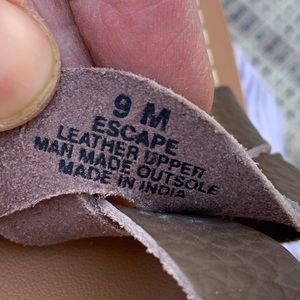 9 M
ESCAPE
LEATHER UPPER
MAN MADE OUTSOLE
MADE IN INDIA